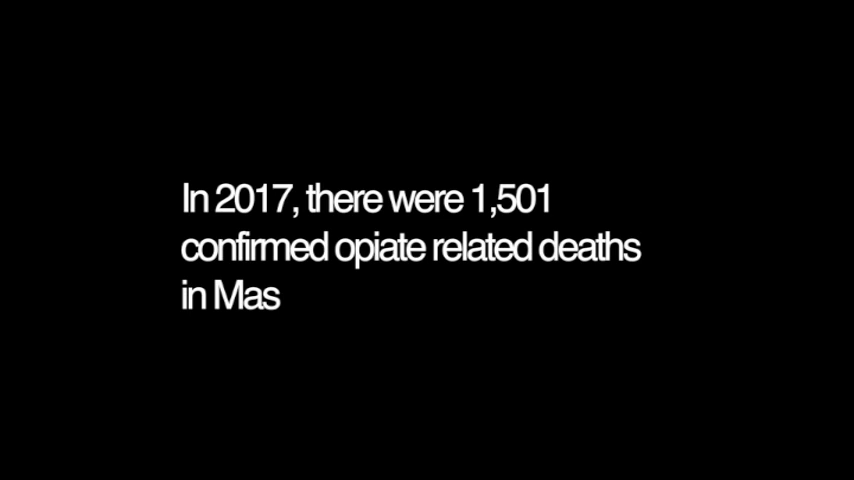 In 2017, there were 1,501
confirmed opiate related deaths
in Mas